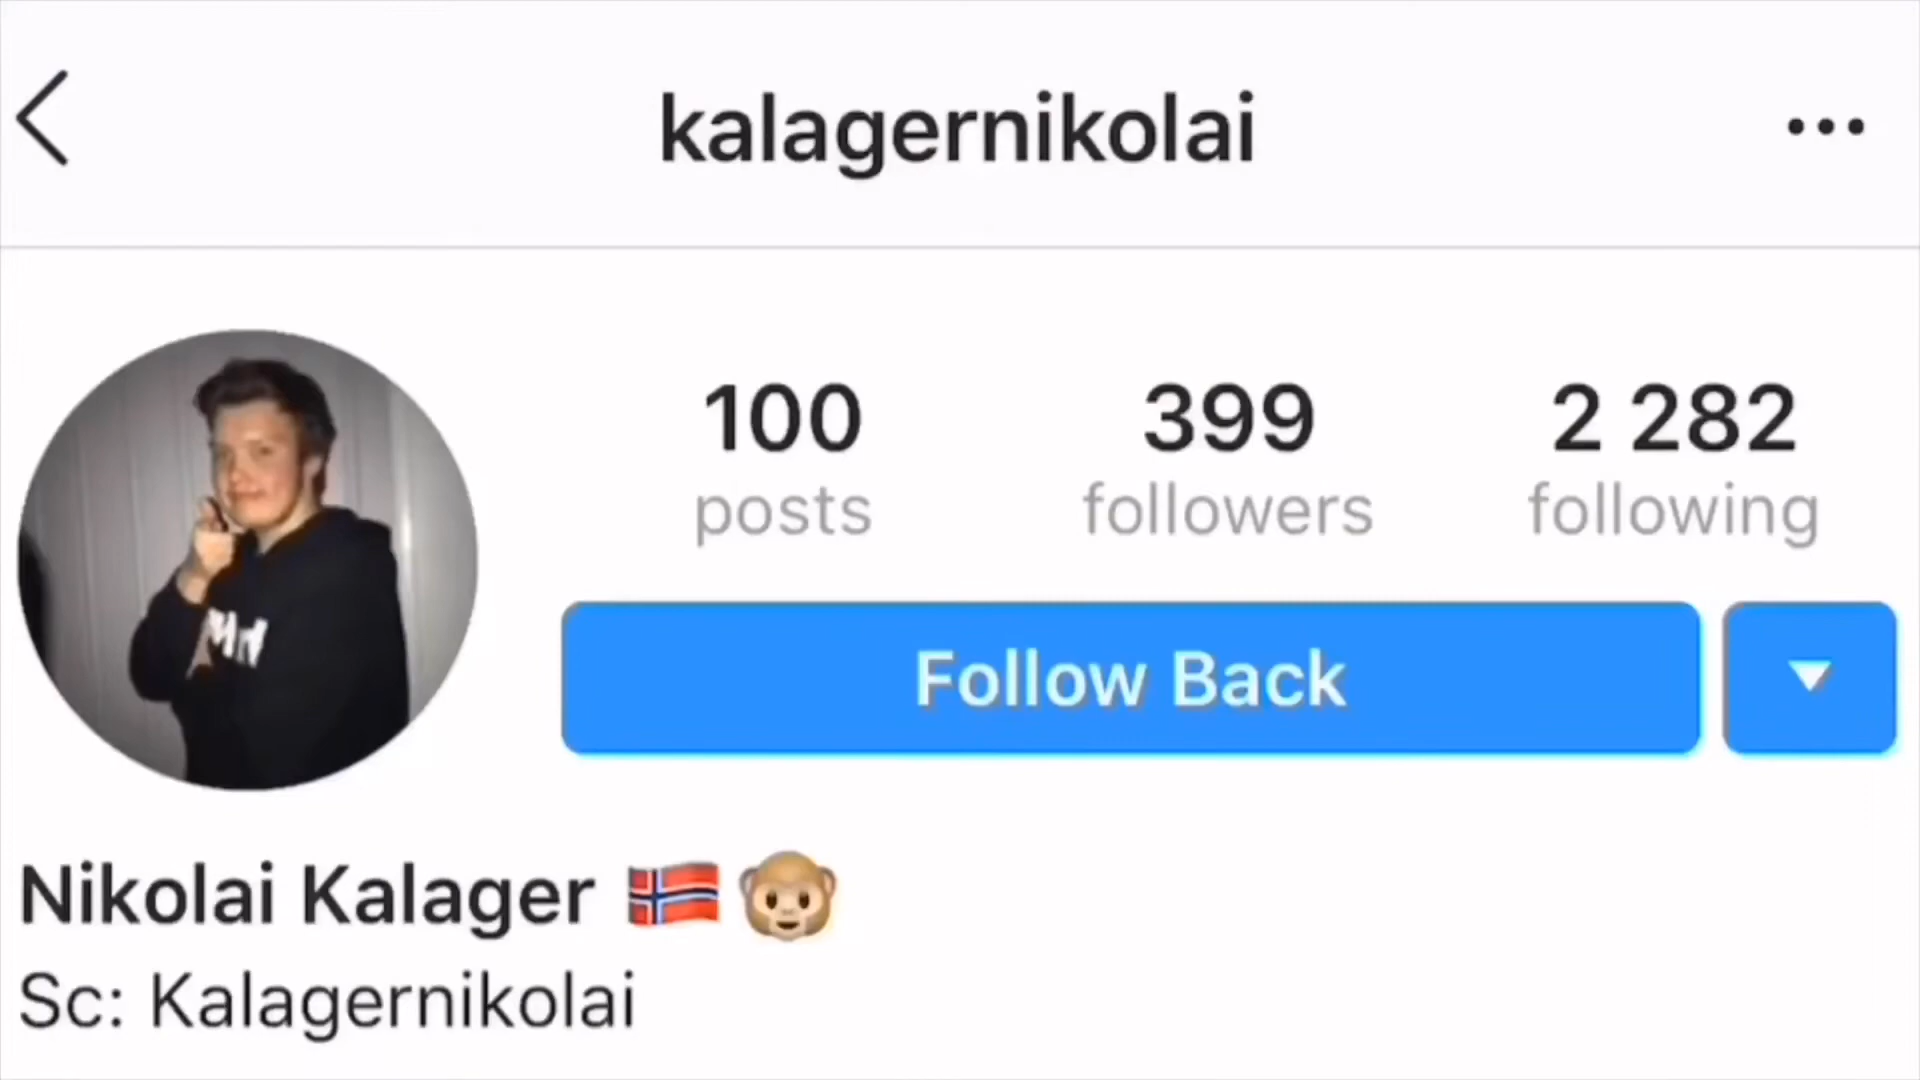 kalagernikolai
100 399 2 282
posts followers following
Follow Back
Nikolai Kalager 🇳🇴🐵
Sc: Kalagernikolai